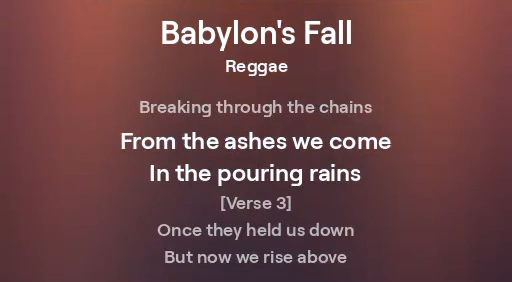 Babylon's Fall
Reggae
Breaking through the chains
From the ashes we come
In the pouring rains
[Verse 3]
Once they held us down
But now we rise above